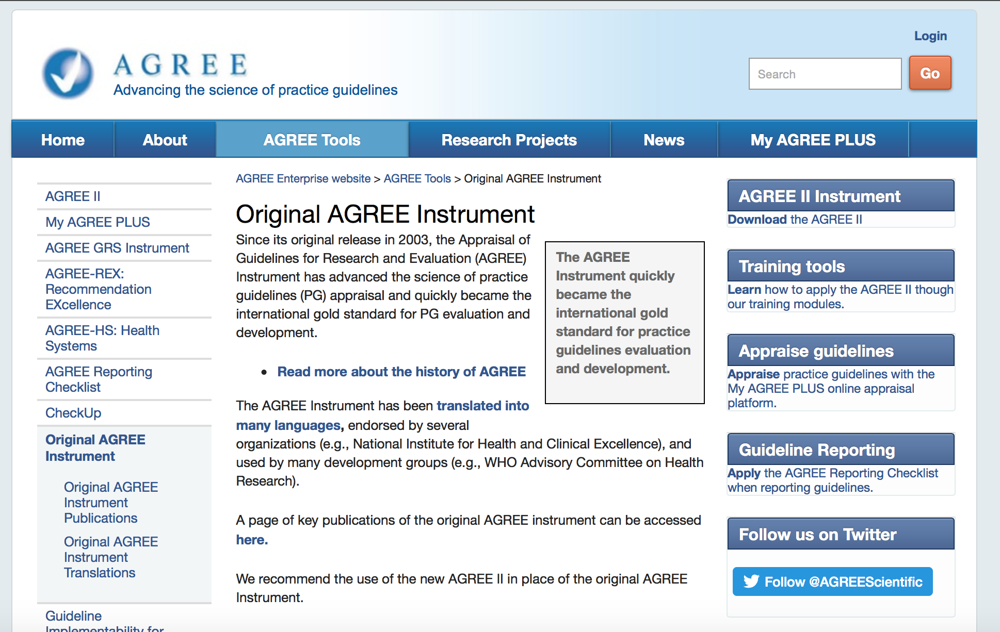 Login
AGREE
Advancing the science of practice guidelines
Search
Go
Home
About
AGREE Tools
Research Projects
News
My AGREE PLUS
AGREE II
My AGREE PLUS
AGREE GRS Instrument
AGREE-REX:
Recommendation
EXcellence
AGREE-HS: Health
Systems
AGREE Reporting
Checklist
CheckUp
Original AGREE
Instrument
Original AGREE
Instrument
Publications
Original AGREE
Instrument
Translations
Guideline
Implementability for
AGREE Enterprise website > AGREE Tools > Original AGREE Instrument
Original AGREE Instrument
Since its original release in 2003, the Appraisal of
Guidelines for Research and Evaluation (AGREE)
Instrument has advanced the science of practice
guidelines (PG) appraisal and quickly became the
international gold standard for PG evaluation and
development.
The AGREE
Instrument quickly
became the
international gold
standard for practice
guidelines evaluation
and development.
• Read more about the history of AGREE
The AGREE Instrument has been translated into
many languages, endorsed by several
organizations (e.g., National Institute for Health and Clinical Excellence), and
used by many development groups (e.g., WHO Advisory Committee on Health
Research).
A page of key publications of the original AGREE instrument can be accessed
here.
We recommend the use of the new AGREE II in place of the original AGREE
Instrument.
AGREE II Instrument
Download the AGREE II
Training tools
Learn how to apply the AGREE II though
our training modules.
Appraise guidelines
Appraise practice guidelines with the
My AGREE PLUS online appraisal
platform.
Guideline Reporting
Apply the AGREE Reporting Checklist
when reporting guidelines.
Follow us on Twitter
Follow @AGREEScientific